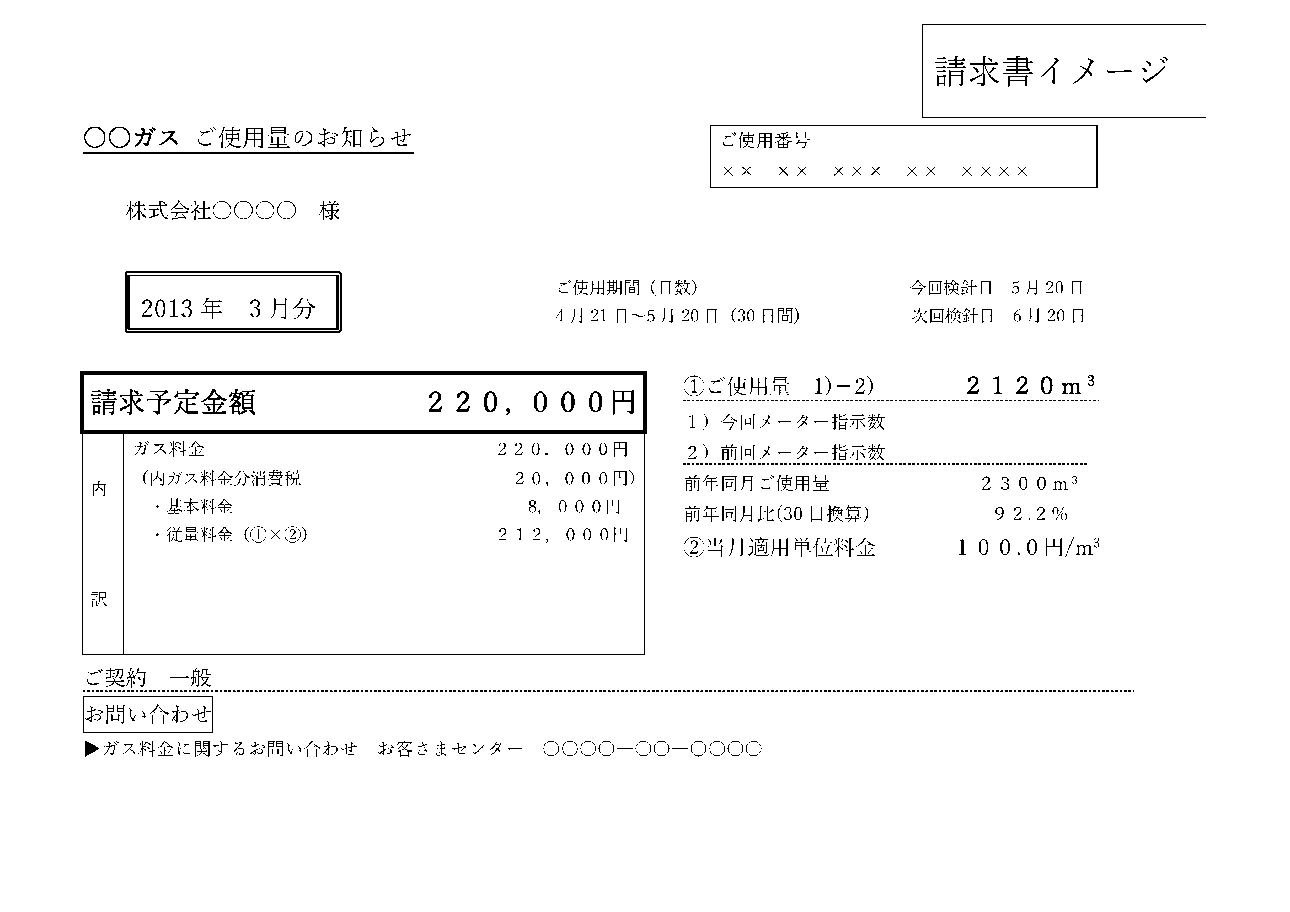 請求書イメージ
〇〇ガス ご使用量のお知らせ
ご使用番号
×× ×× ××× ×× ××××
株式会社〇〇〇〇 様
2013年 3月分
ご使用期間（日数）
4月21日～5月20日（30日間）
今回検針日 5月20日
次回検針日 6月20日
請求予定金額 ２２０，０００円
内訳
ガス料金 ２２０．０００円
（内ガス料金分消費税 ２０，０００円）
・基本料金 ８，０００円
・従量料金（①×②） ２１２，０００円
①ご使用量 1)－2) ２１２０ｍ³
１）今回メーター指示数
２）前回メーター指示数
前年同月ご使用量 ２３００ｍ³
前年同月比(30日換算） ９２.２％
②当月適用単位料金 １００.０円/m³
ご契約 一般
お問い合わせ
▶ガス料金に関するお問い合わせ お客さまセンター 〇〇〇〇－〇〇－〇〇〇〇